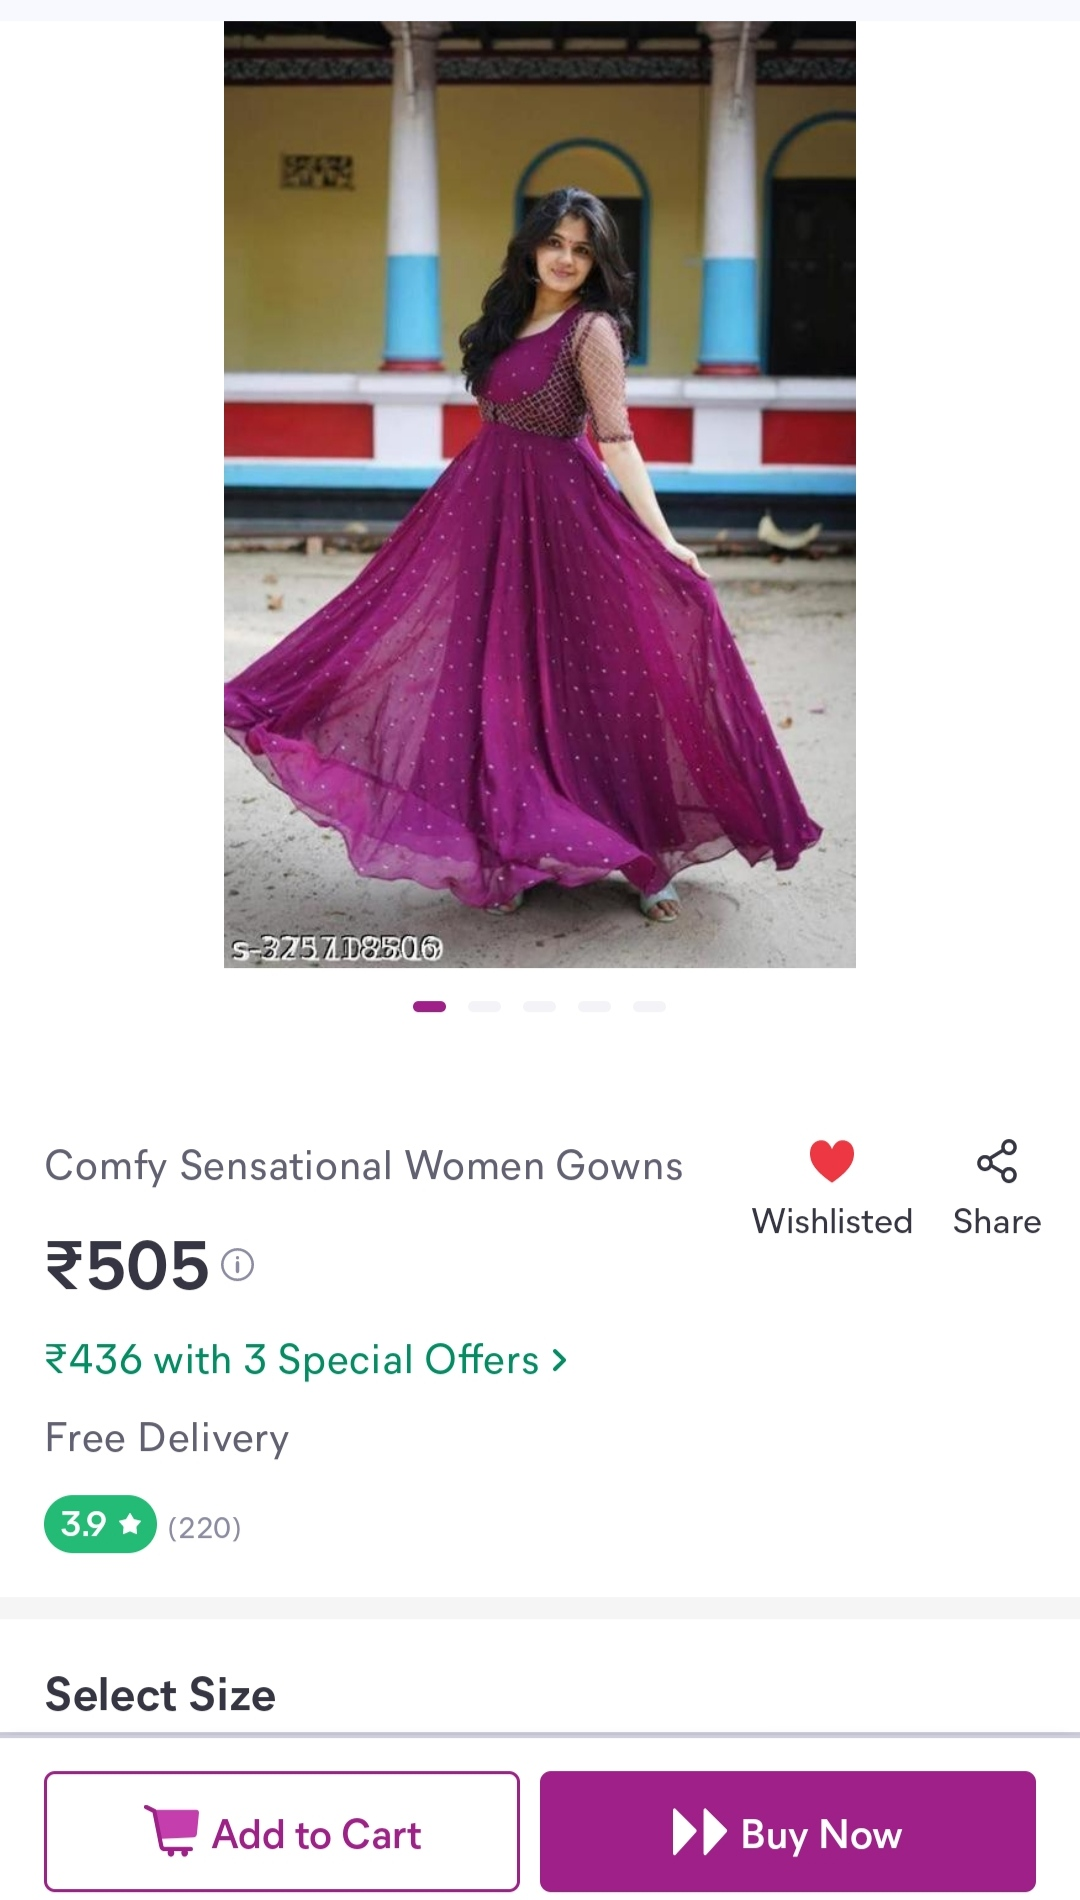 Comfy Sensational Women Gowns
Wishlisted
Share
₹505
₹436 with 3 Special Offers >
Free Delivery
3.9 ★ (220)
Select Size
Add to Cart
Buy Now